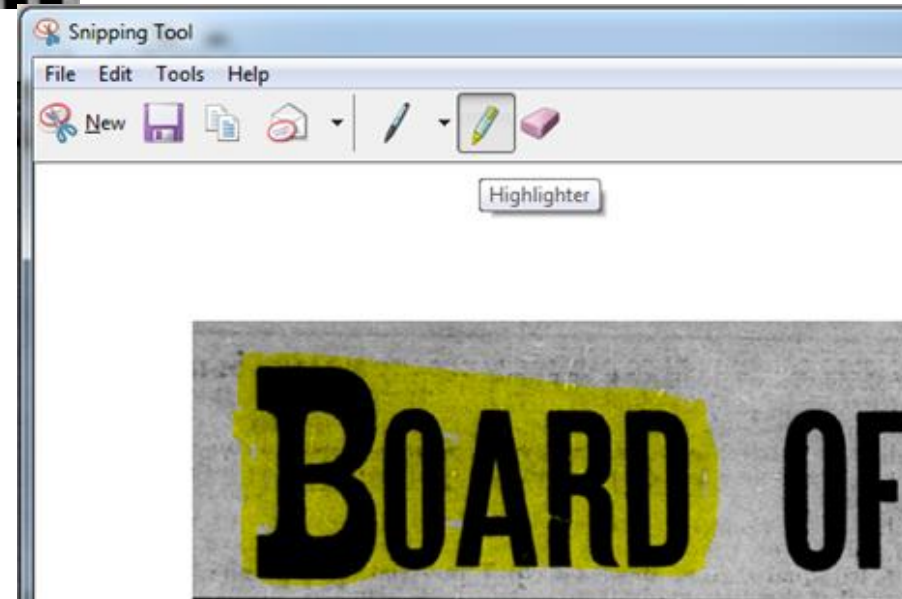 Snipping Tool
File Edit Tools Help
New
Highlighter
BOARD OF